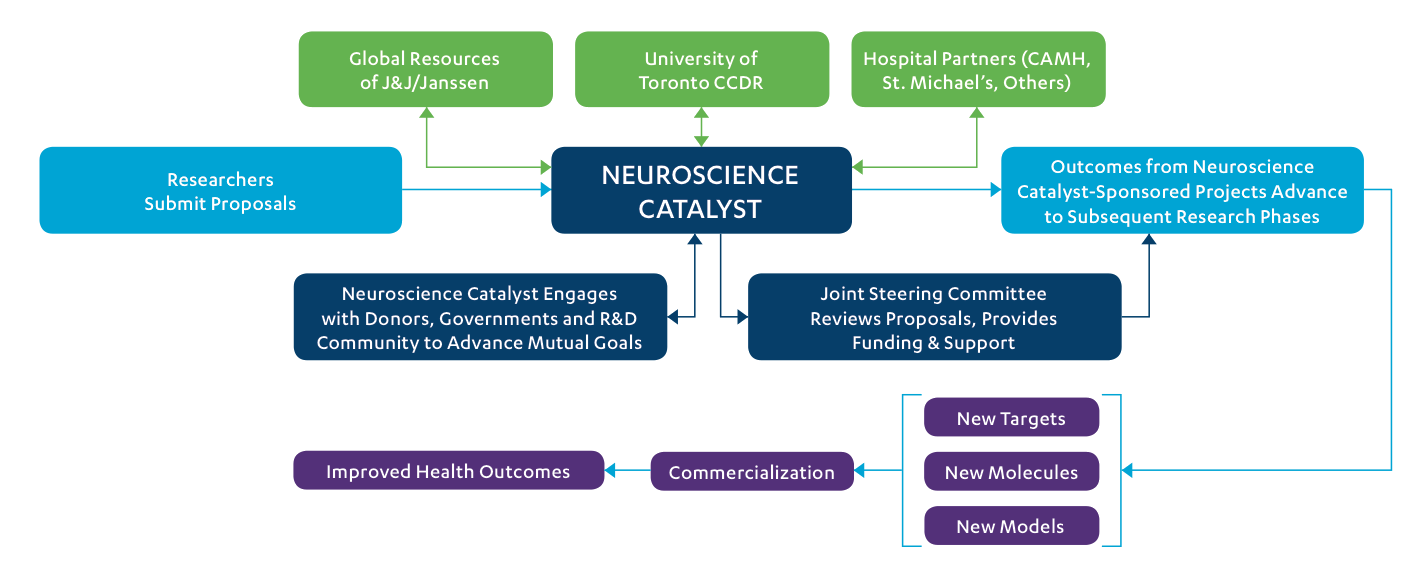 Global Resources
of J&J/Janssen
University of
Toronto CCDR
Hospital Partners (CAMH,
St. Michael’s, Others)
Researchers
Submit Proposals
NEUROSCIENCE
CATALYST
Outcomes from Neuroscience
Catalyst-Sponsored Projects Advance
to Subsequent Research Phases
Neuroscience Catalyst Engages
with Donors, Governments and R&D
Community to Advance Mutual Goals
Joint Steering Committee
Reviews Proposals, Provides
Funding & Support
New Targets
New Molecules
New Models
Commercialization
Improved Health Outcomes